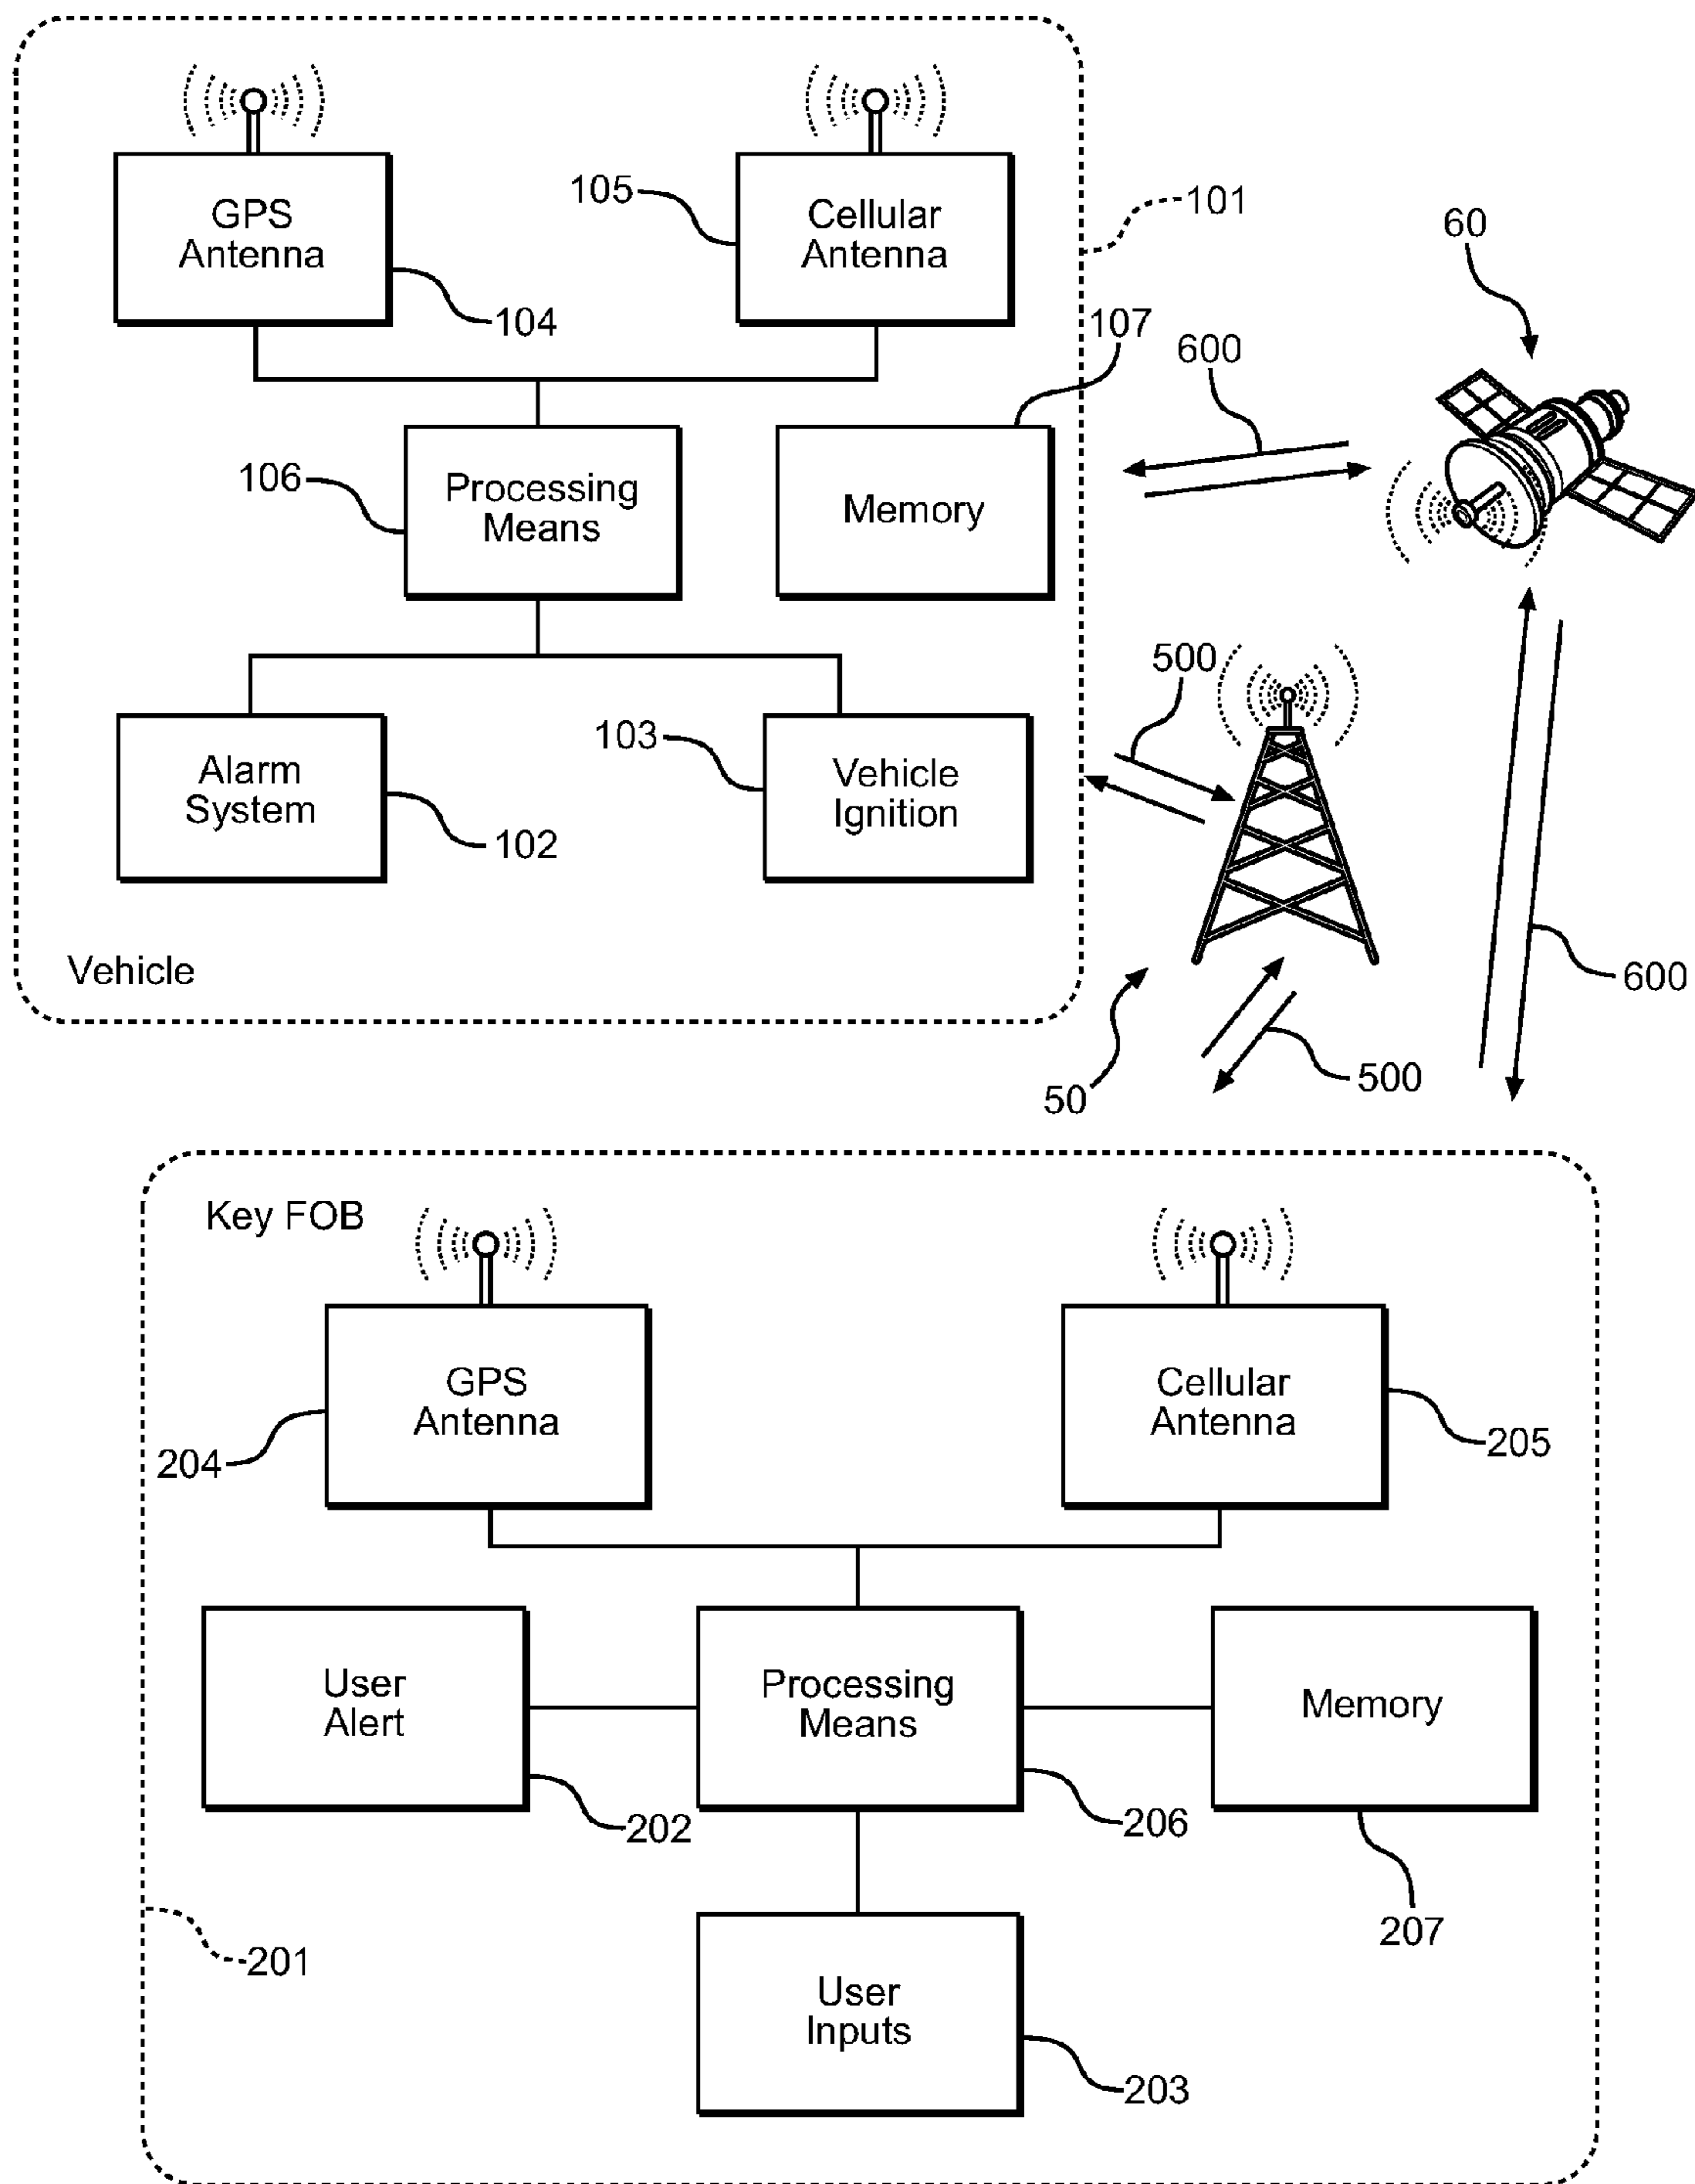 GPS
Antenna
104
105
Cellular
Antenna
101
60
107
600
106
Processing
Means
Memory
500
103
Alarm
System
102
Vehicle
Ignition
Vehicle
600
50
500
Key FOB
GPS
Antenna
204
Cellular
Antenna
205
User
Alert
202
Processing
Means
206
Memory
207
201
User
Inputs
203